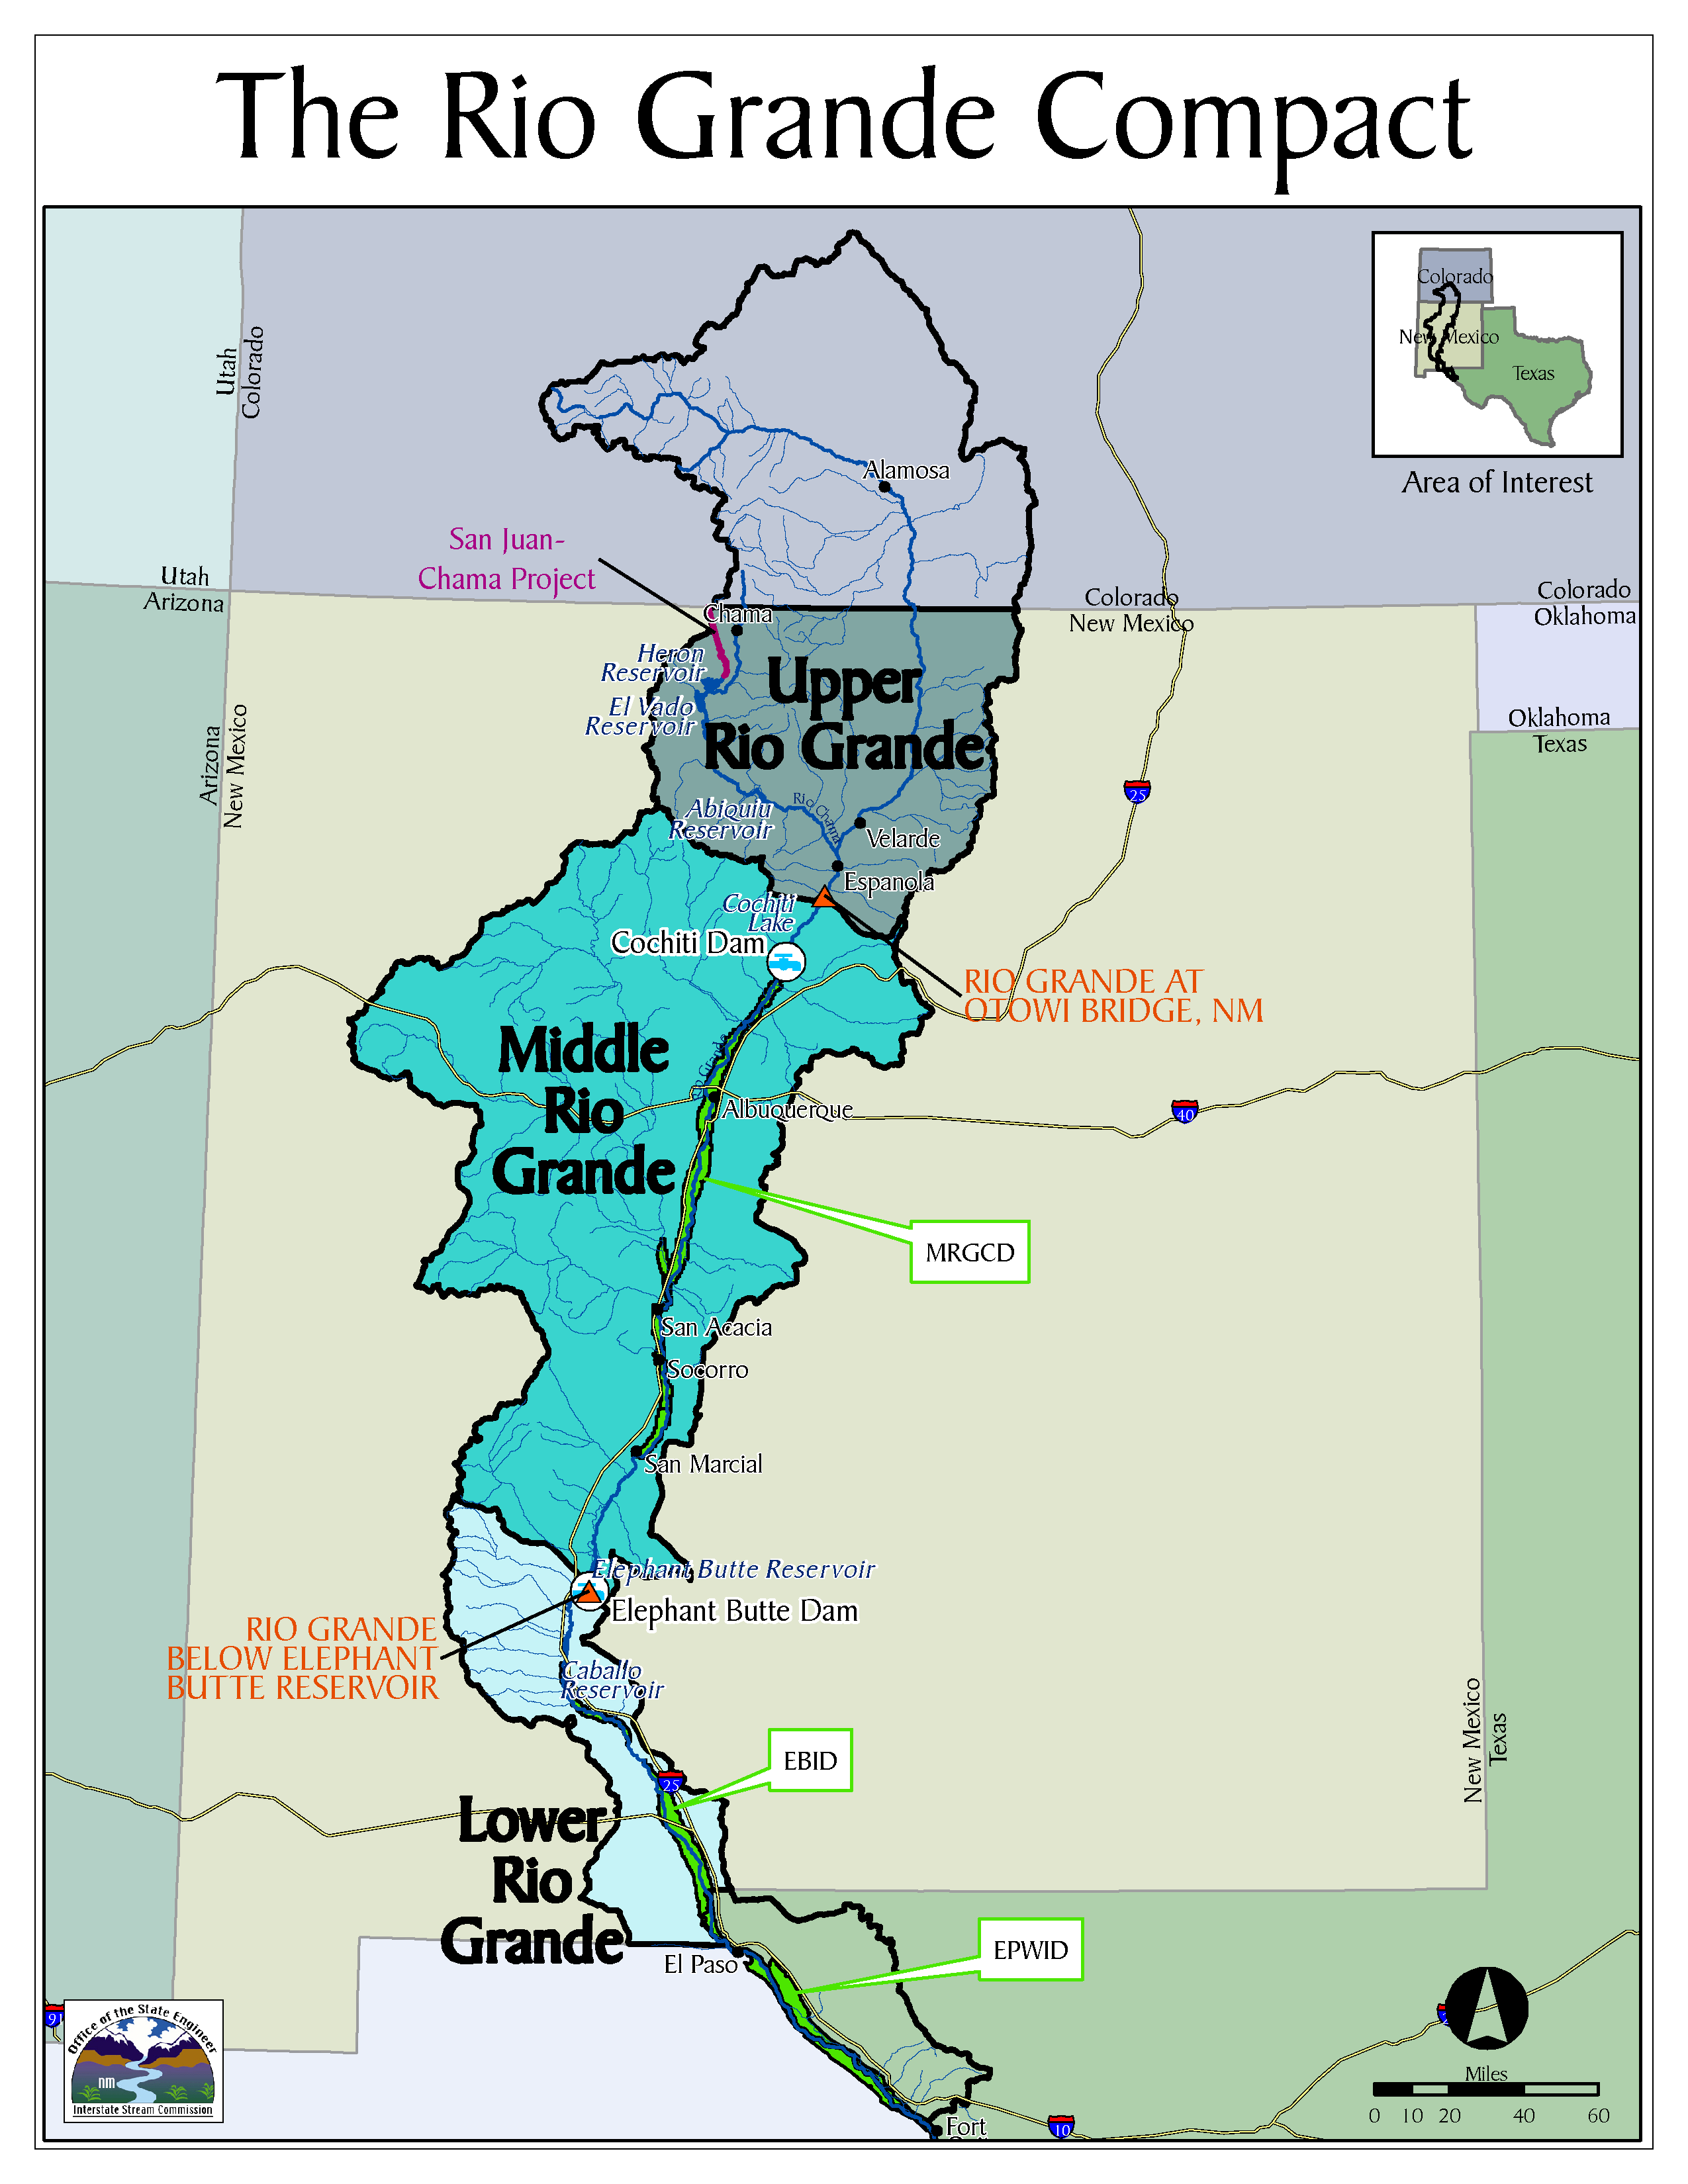 The Rio Grande Compact
Colorado
New Mexico
Texas
Area of Interest
Utah
Colorado
Alamosa
San Juan-
Chama Project
Utah
Arizona
Colorado
New Mexico
Colorado
Oklahoma
Chama
Heron
Reservoir
El Vado
Reservoir
Upper
Rio Grande
Arizona
New Mexico
Oklahoma
Texas
25
Abiquiu
Reservoir
Rio Chama
Velarde
Espanola
Cochiti
Lake
Cochiti Dam
RIO GRANDE AT
OTOWI BRIDGE, NM
Middle
Rio
Grande
Albuquerque
40
MRGCD
San Acacia
Socorro
San Marcial
Elephant Butte Reservoir
Elephant Butte Dam
RIO GRANDE
BELOW ELEPHANT
BUTTE RESERVOIR
Caballo
Reservoir
New Mexico
Texas
EBID
25
Lower
Rio
Grande
EPWID
El Paso
91
Office of the State Engineer
nm
Interstate Stream Commission
Miles
0 10 20 40 60
Fort
10